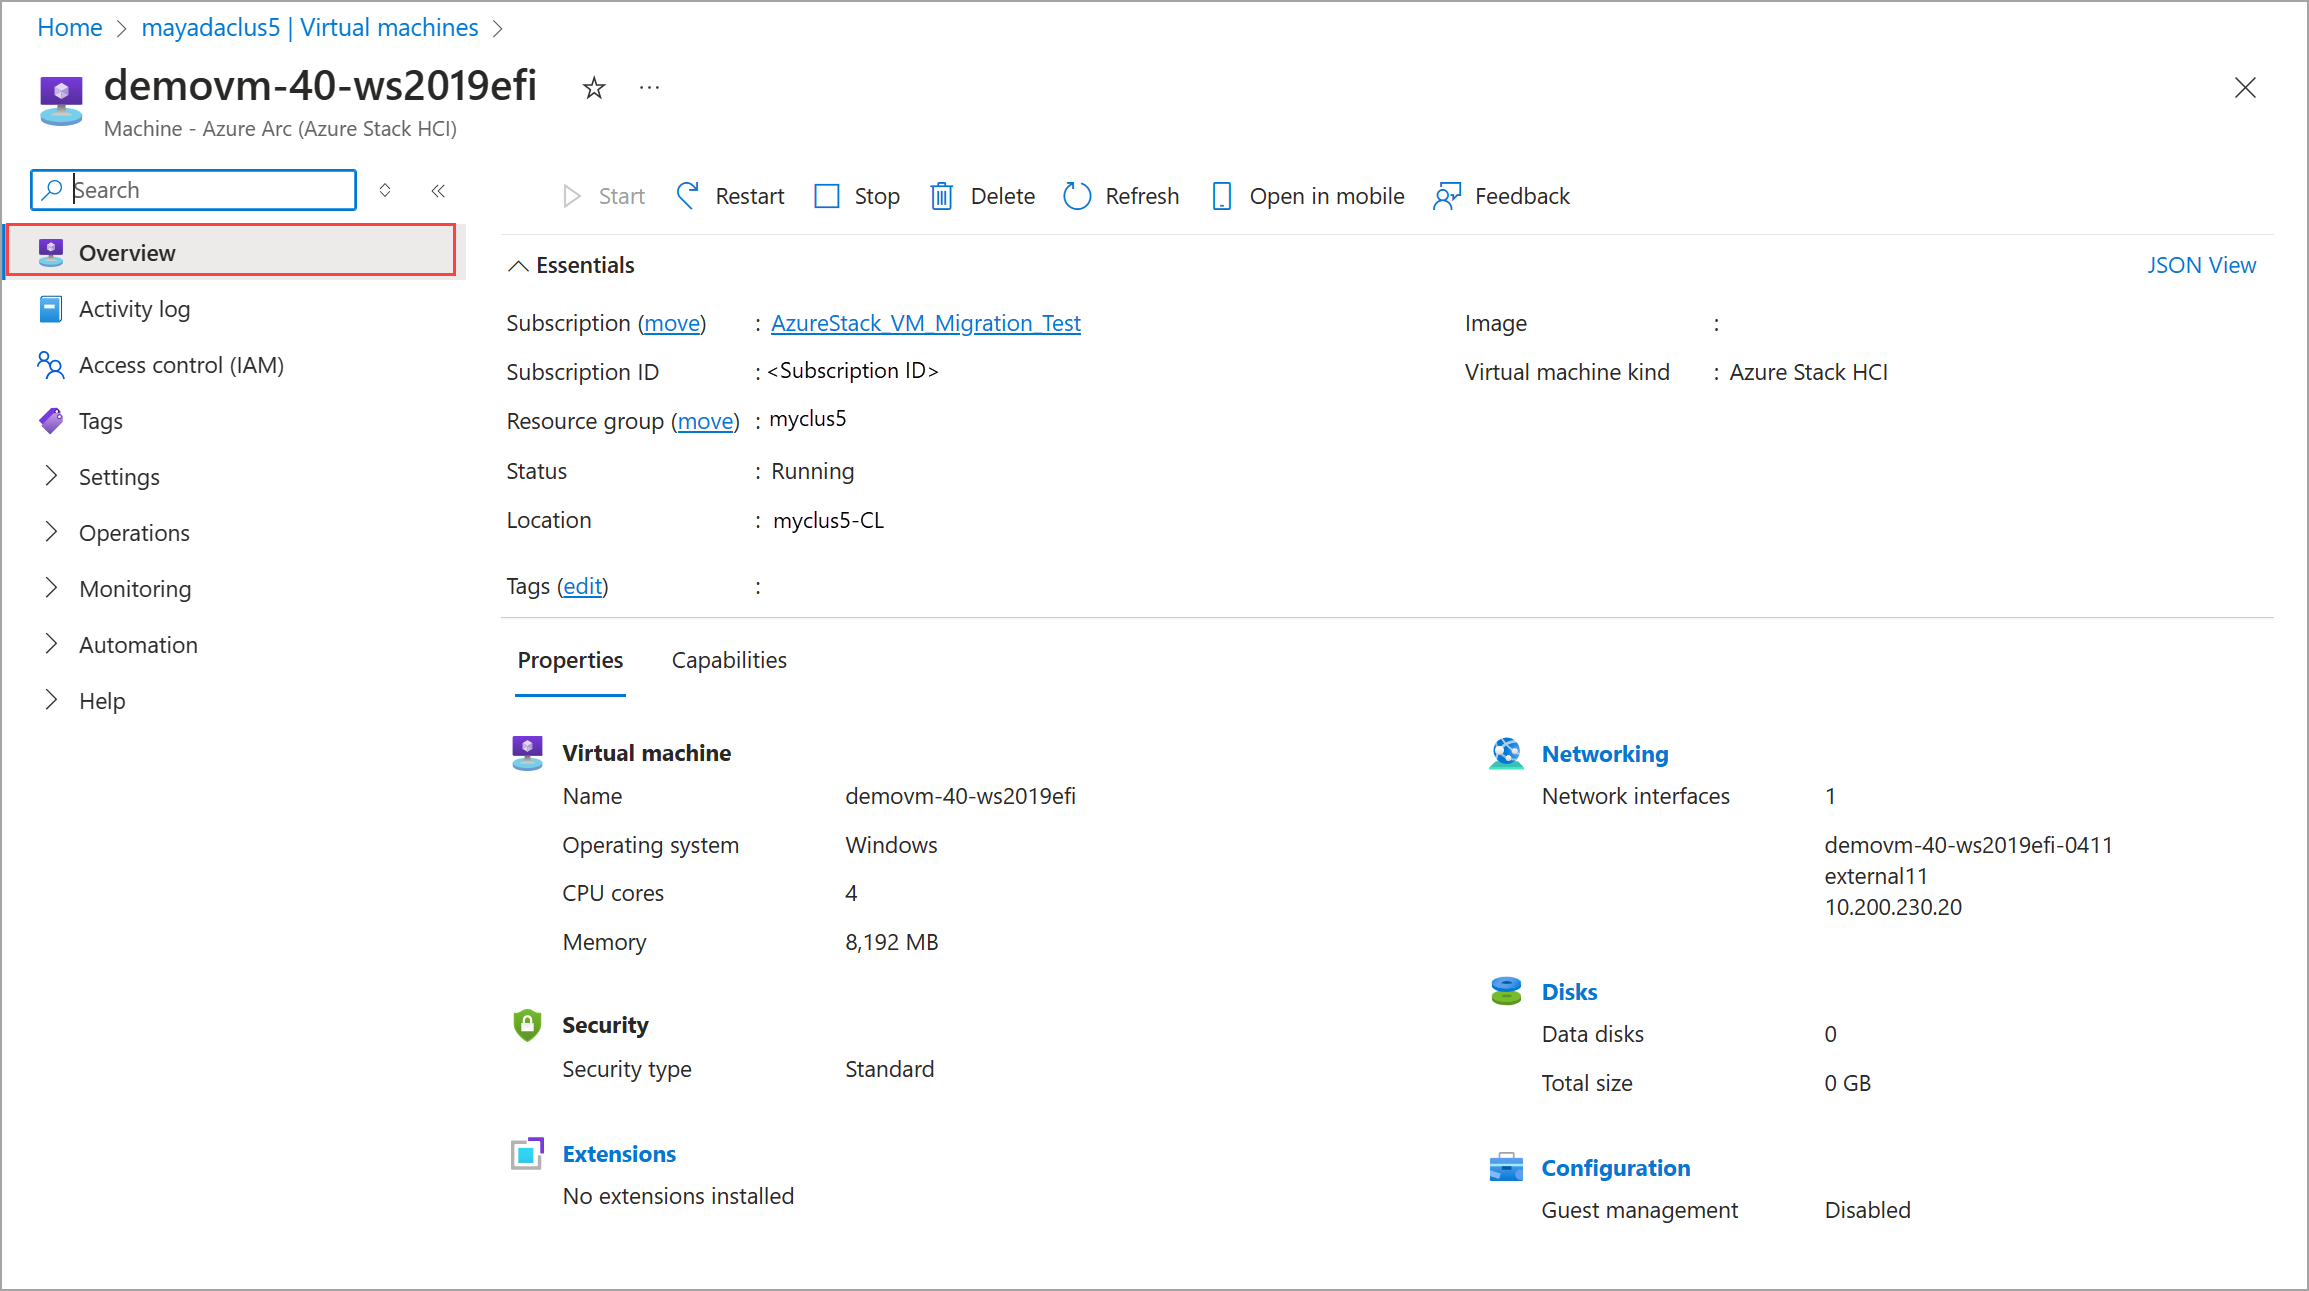 Home > mayadaclus5 | Virtual machines >
demovm-40-ws2019efi ...
Machine - Azure Arc (Azure Stack HCI)
Search
Start Restart Stop Delete Refresh Open in mobile Feedback
Overview
Activity log
Access control (IAM)
Tags
Settings
Operations
Monitoring
Automation
Help
Essentials
JSON View
Subscription (move) : AzureStack_VM_Migration_Test
Subscription ID : <Subscription ID>
Resource group (move) : myclus5
Status : Running
Location : myclus5-CL
Image :
Virtual machine kind : Azure Stack HCI
Tags (edit) :
Properties Capabilities
Virtual machine
Name demovm-40-ws2019efi
Operating system Windows
CPU cores 4
Memory 8,192 MB
Security
Security type Standard
Extensions
No extensions installed
Networking
Network interfaces 1
demovm-40-ws2019efi-0411
external11
10.200.230.20
Disks
Data disks 0
Total size 0 GB
Configuration
Guest management Disabled